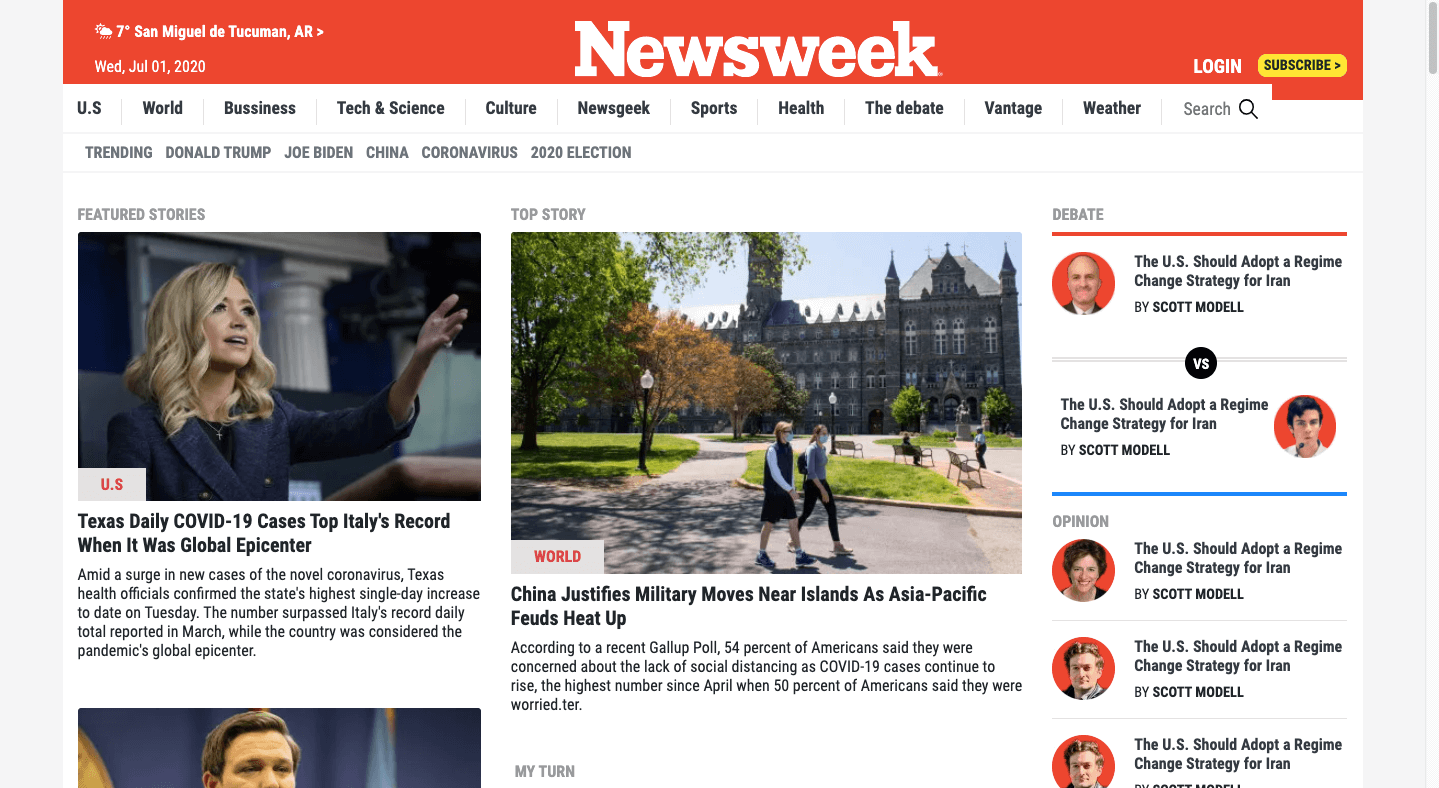 7° San Miguel de Tucuman, AR >
Wed, Jul 01, 2020
Newsweek
LOGIN
SUBSCRIBE >
U.S
World
Bussiness
Tech & Science
Culture
Newsgeek
Sports
Health
The debate
Vantage
Weather
Search
TRENDING
DONALD TRUMP
JOE BIDEN
CHINA
CORONAVIRUS
2020 ELECTION
FEATURED STORIES
U.S
Texas Daily COVID-19 Cases Top Italy's Record
When It Was Global Epicenter
Amid a surge in new cases of the novel coronavirus, Texas
health officials confirmed the state's highest single-day increase
to date on Tuesday. The number surpassed Italy's record daily
total reported in March, while the country was considered the
pandemic's global epicenter.
TOP STORY
WORLD
China Justifies Military Moves Near Islands As Asia-Pacific
Feuds Heat Up
According to a recent Gallup Poll, 54 percent of Americans said they were
concerned about the lack of social distancing as COVID-19 cases continue to
rise, the highest number since April when 50 percent of Americans said they were
worried.ter.
MY TURN
DEBATE
The U.S. Should Adopt a Regime
Change Strategy for Iran
BY SCOTT MODELL
VS
The U.S. Should Adopt a Regime
Change Strategy for Iran
BY SCOTT MODELL
OPINION
The U.S. Should Adopt a Regime
Change Strategy for Iran
BY SCOTT MODELL
The U.S. Should Adopt a Regime
Change Strategy for Iran
BY SCOTT MODELL
The U.S. Should Adopt a Regime
Change Strategy for Iran
BY SCOTT MODELL